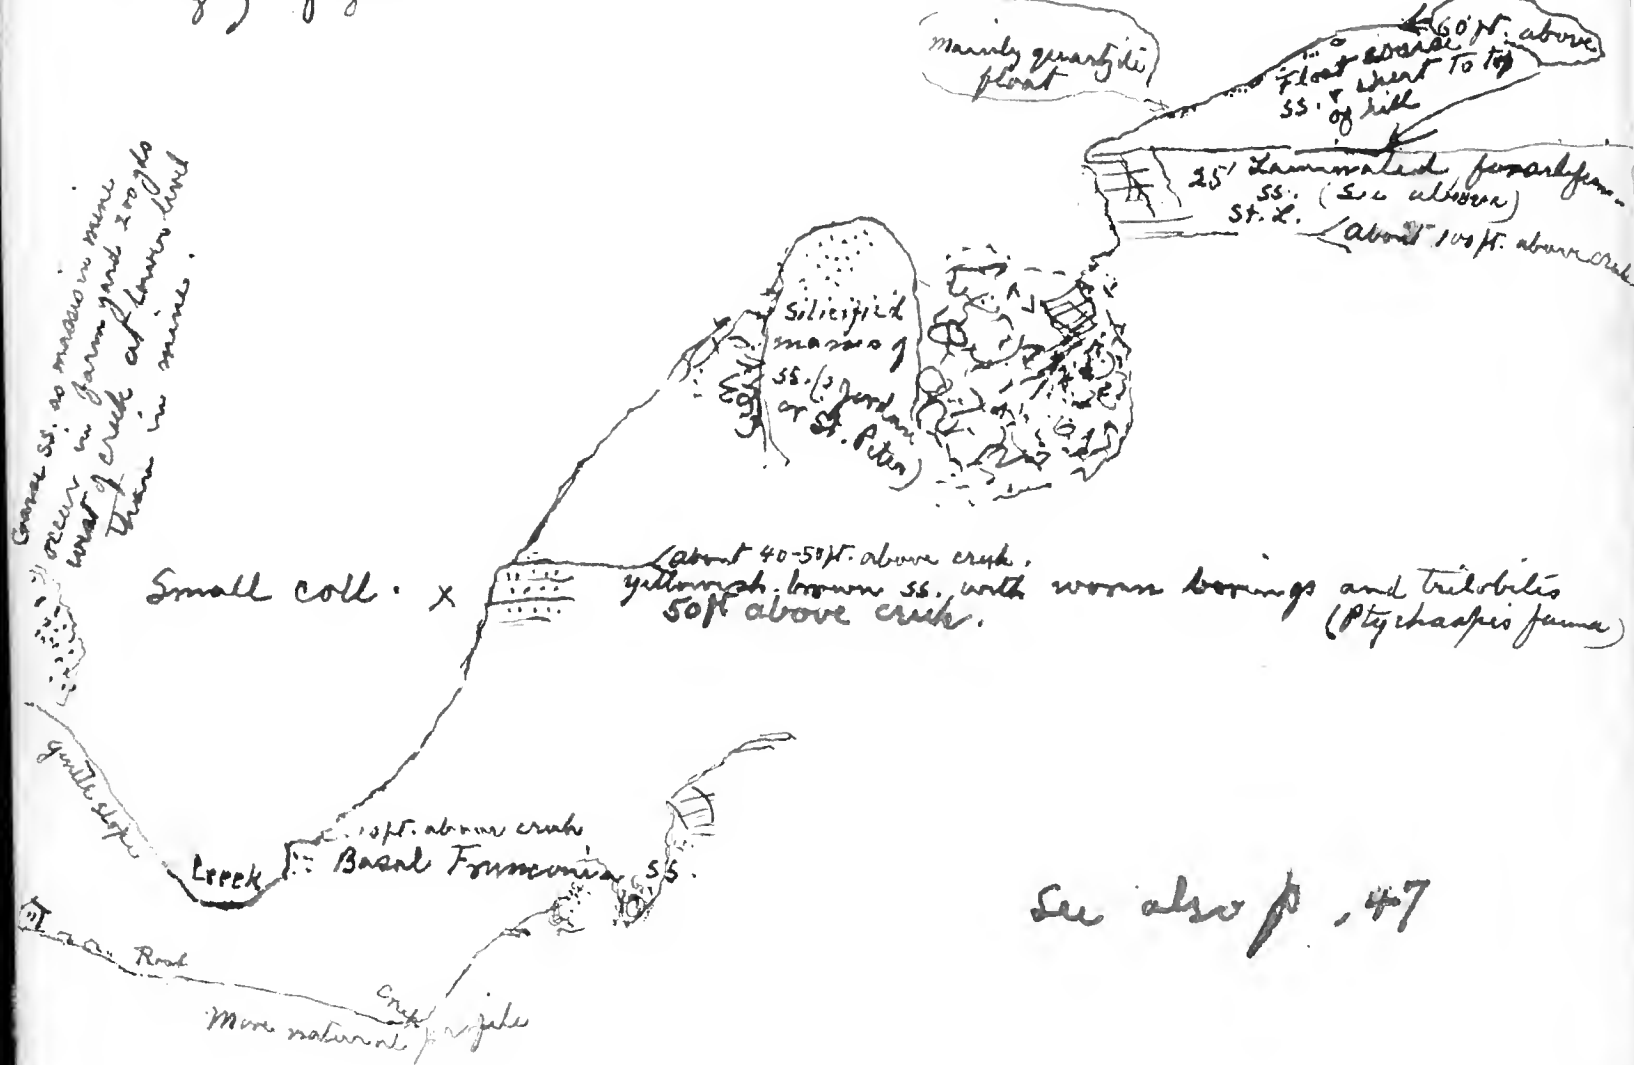 mainly quartzite
float
60 ft. above
Float coarse
ss. & chert to top
of hill
25' Laminated
ss. (See above)
St. L.
About 100 ft. above creek
Coarse ss. as masses in mine
occur in farm yard 200 yds
west of creek at lower level
than in mine.
Silicified
masses of
ss. (? Jordan
or St. Peter)
Small coll. x
About 40-50 ft. above creek.
yellowish brown ss. with worm borings and trilobites
50 ft above creek.
(Ptychaspis fauna)
gentle slope
Creek
10 ft. above creek
Basal Franconia ss.
See also p. 47
Road
Creek
More natural profile